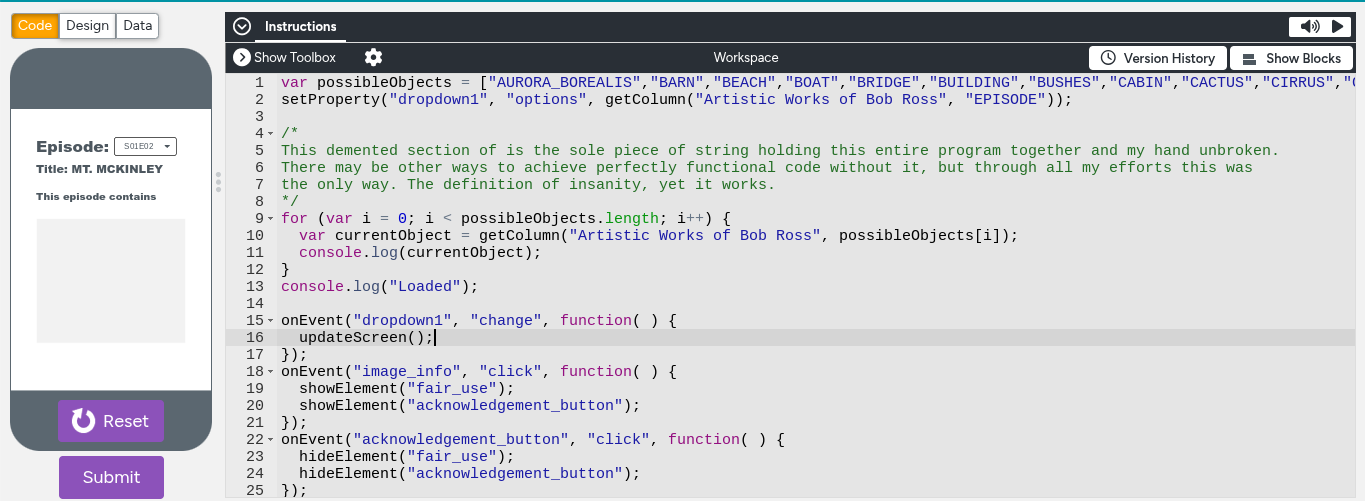 Code Design Data
Instructions
Show Toolbox Workspace Version History Show Blocks
Episode: S01E02
Title: MT. MCKINLEY
This episode contains
Reset
Submit
1 var possibleObjects = ["AURORA_BOREALIS","BARN","BEACH","BOAT","BRIDGE","BUILDING","BUSHES","CABIN","CACTUS","CIRRUS","
2 setProperty("dropdown1", "options", getColumn("Artistic Works of Bob Ross", "EPISODE"));
3
4 /*
5 This demented section of is the sole piece of string holding this entire program together and my hand unbroken.
6 There may be other ways to achieve perfectly functional code without it, but through all my efforts this was
7 the only way. The definition of insanity, yet it works.
8 */
9 for (var i = 0; i < possibleObjects.length; i++) {
10   var currentObject = getColumn("Artistic Works of Bob Ross", possibleObjects[i]);
11   console.log(currentObject);
12 }
13 console.log("Loaded");
14
15 onEvent("dropdown1", "change", function( ) {
16   updateScreen();
17 });
18 onEvent("image_info", "click", function( ) {
19   showElement("fair_use");
20   showElement("acknowledgement_button");
21 });
22 onEvent("acknowledgement_button", "click", function( ) {
23   hideElement("fair_use");
24   hideElement("acknowledgement_button");
25 });